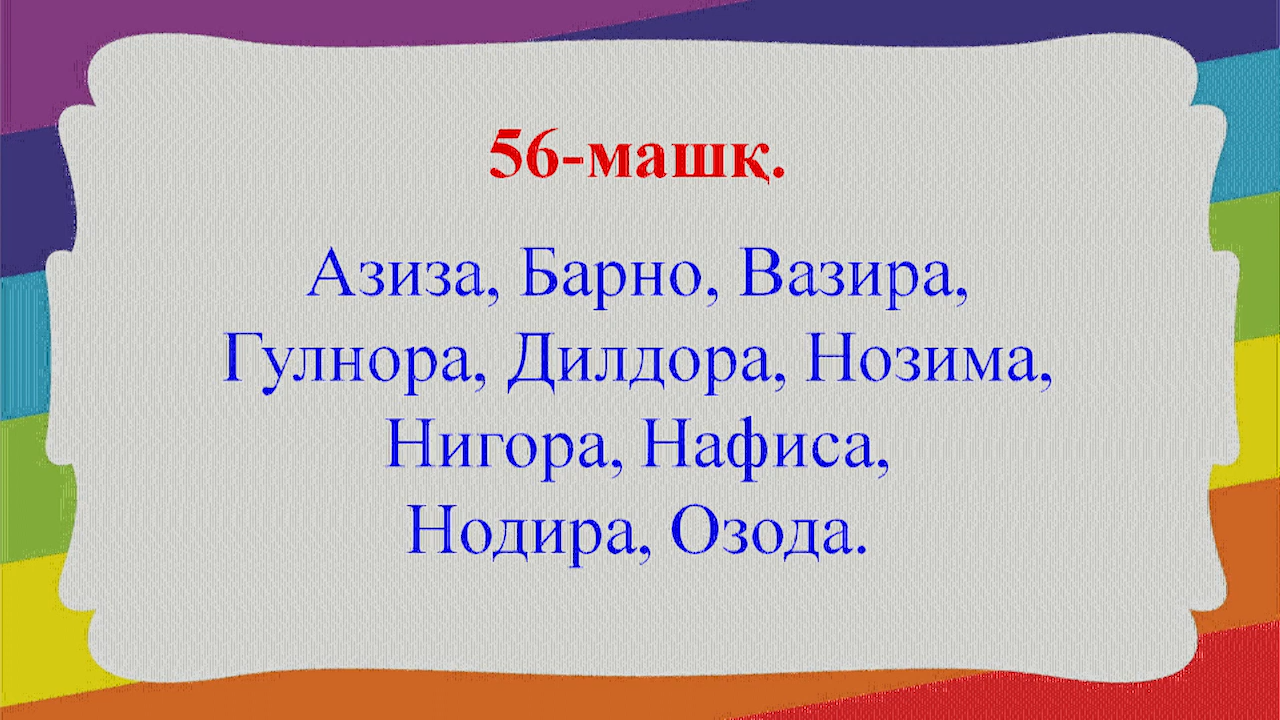 56-машқ.
Азиза, Барно, Вазира,
Гулнора, Дилдора, Нозима,
Нигора, Нафиса,
Нодира, Озода.